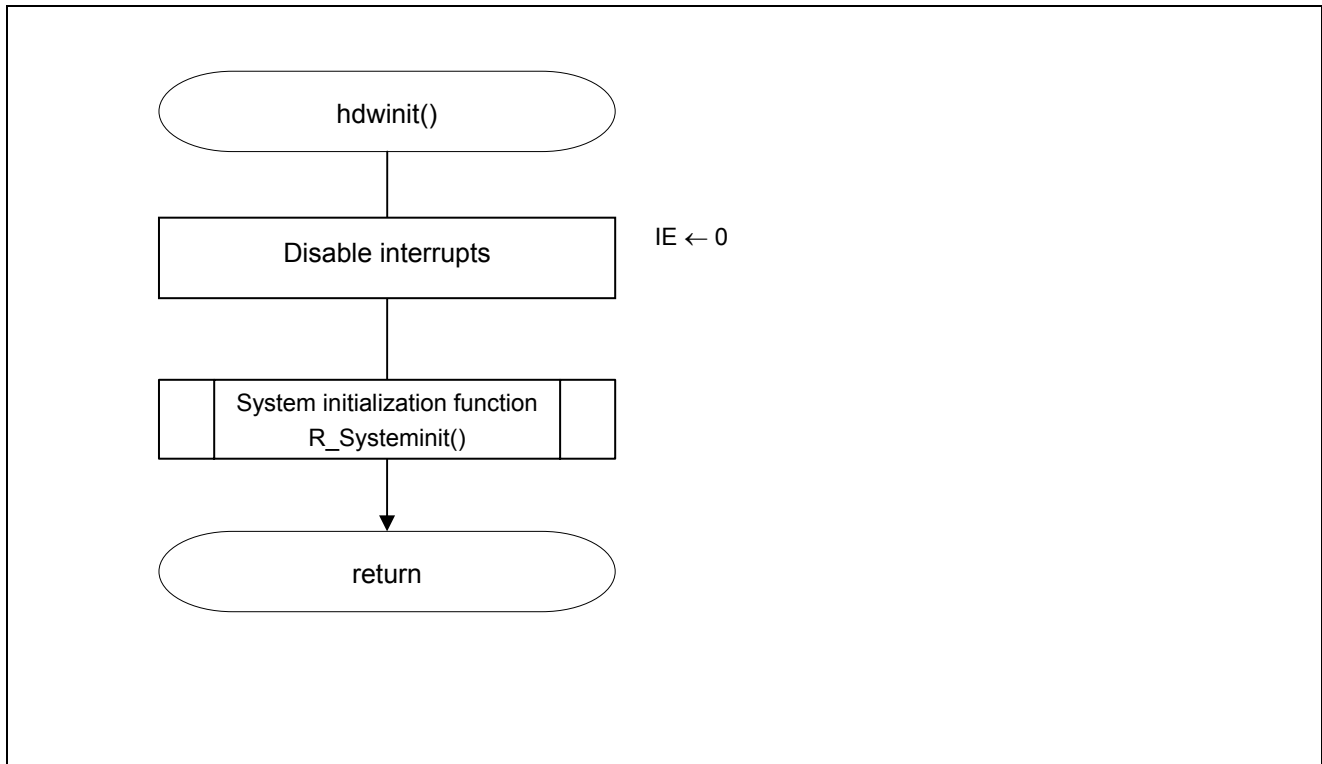 hdwinit()
Disable interrupts
IE ← 0
System initialization function
R_Systeminit()
return